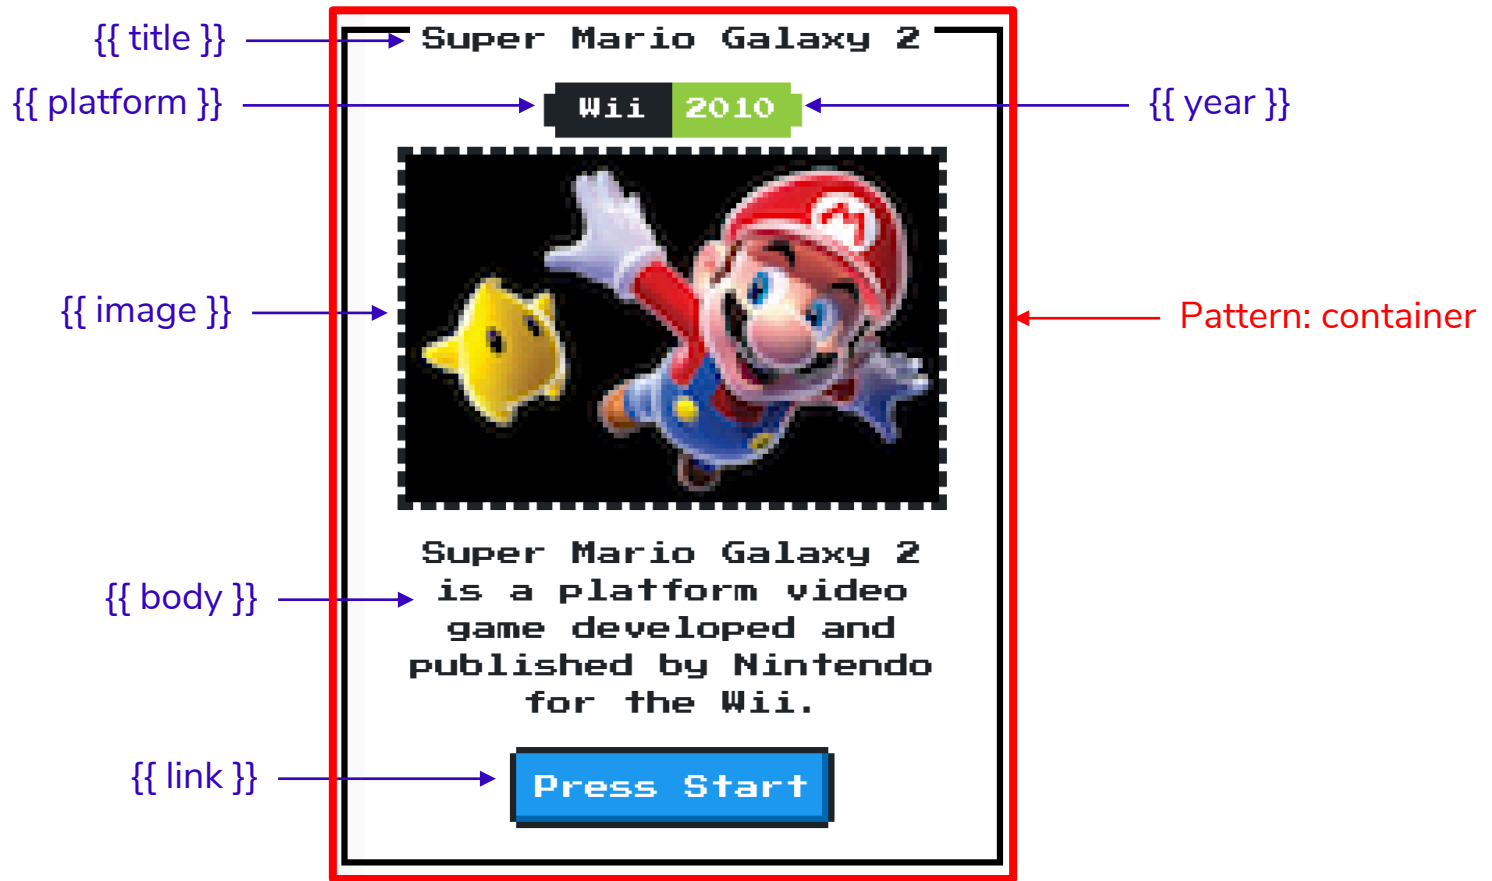 {{ title }}
Super Mario Galaxy 2
{{ platform }}
Wii 2010
{{ year }}
M
{{ image }}
Pattern: container
Super Mario Galaxy 2
is a platform video
game developed and
published by Nintendo
for the Wii.
{{ body }}
{{ link }}
Press Start